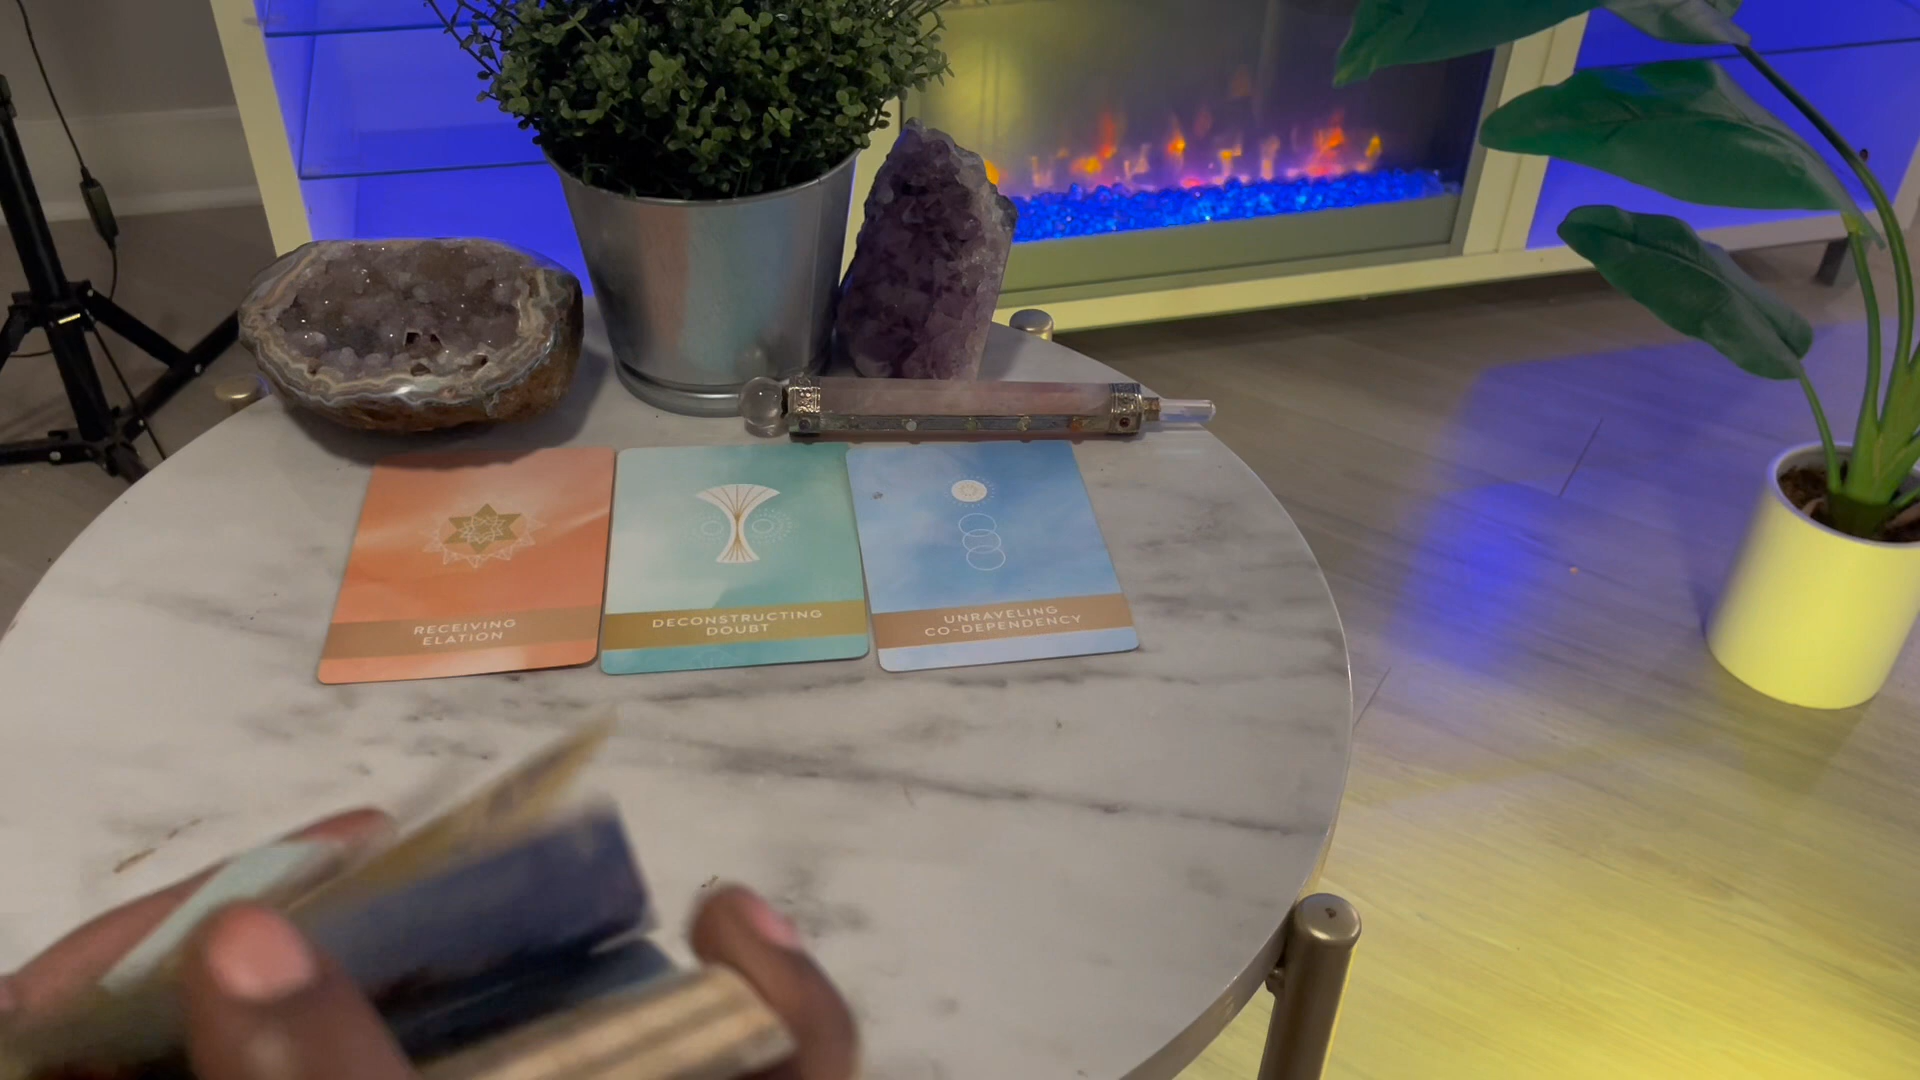 RECEIVING
ELATION
DECONSTRUCTING
DOUBT
UNRAVELING
CO-DEPENDENCY